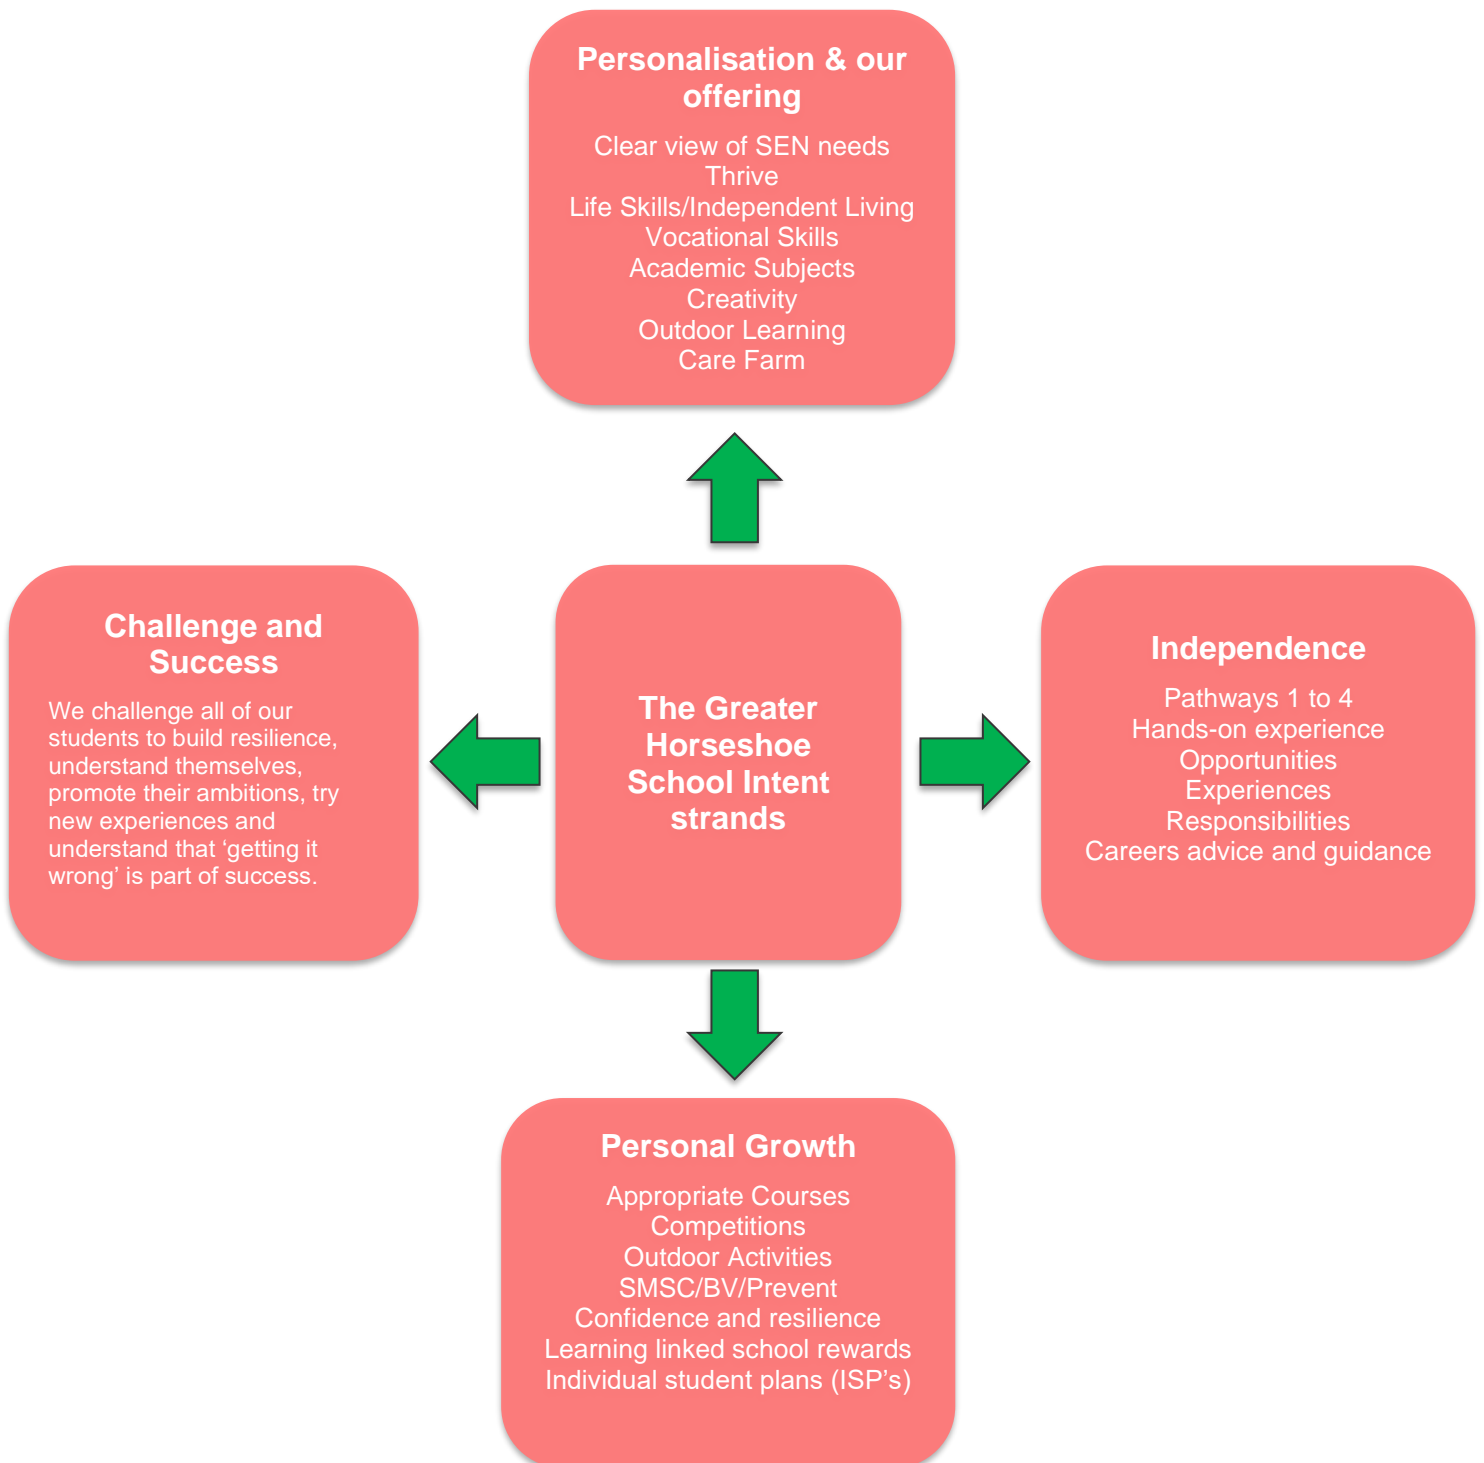 Personalisation & our
offering
Clear view of SEN needs
Thrive
Life Skills/Independent Living
Vocational Skills
Academic Subjects
Creativity
Outdoor Learning
Care Farm
Challenge and
Success
We challenge all of our
students to build resilience,
understand themselves,
promote their ambitions, try
new experiences and
understand that ‘getting it
wrong’ is part of success.
The Greater
Horseshoe
School Intent
strands
Independence
Pathways 1 to 4
Hands-on experience
Opportunities
Experiences
Responsibilities
Careers advice and guidance
Personal Growth
Appropriate Courses
Competitions
Outdoor Activities
SMSC/BV/Prevent
Confidence and resilience
Learning linked school rewards
Individual student plans (ISP’s)